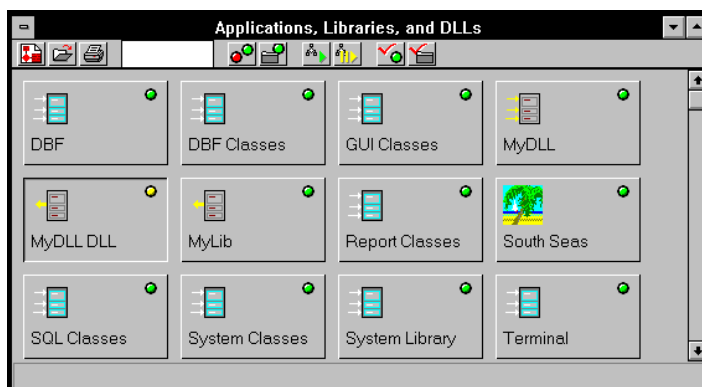 Applications, Libraries, and DLLs
DBF
DBF Classes
GUI Classes
MyDLL
MyDLL DLL
MyLib
Report Classes
South Seas
SQL Classes
System Classes
System Library
Terminal